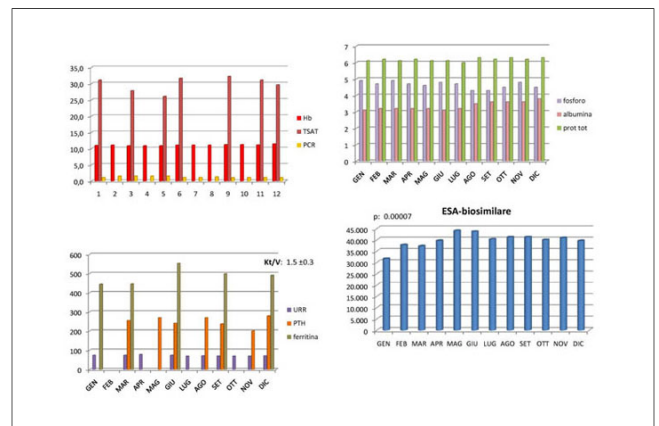 35,0
30,0
25,0
20,0
15,0
10,0
5,0
0,0
1 2 3 4 5 6 7 8 9 10 11 12
Hb
TSAT
PCR
7
6
5
4
3
2
1
0
GEN FEB MAR APR MAG GIU LUG AGO SET OTT NOV DIC
fosforo
albumina
prot tot
Kt/V: 1.5 ±0.3
600
500
400
300
200
100
0
GEN FEB MAR APR MAG GIU LUG AGO SET OTT NOV DIC
URR
PTH
ferritina
ESA-biosimilare
p: 0.00007
45.000
40.000
35.000
30.000
25.000
20.000
15.000
10.000
5.000
0
GEN FEB MAR APR MAG GIU LUG AGO SET OTT NOV DIC